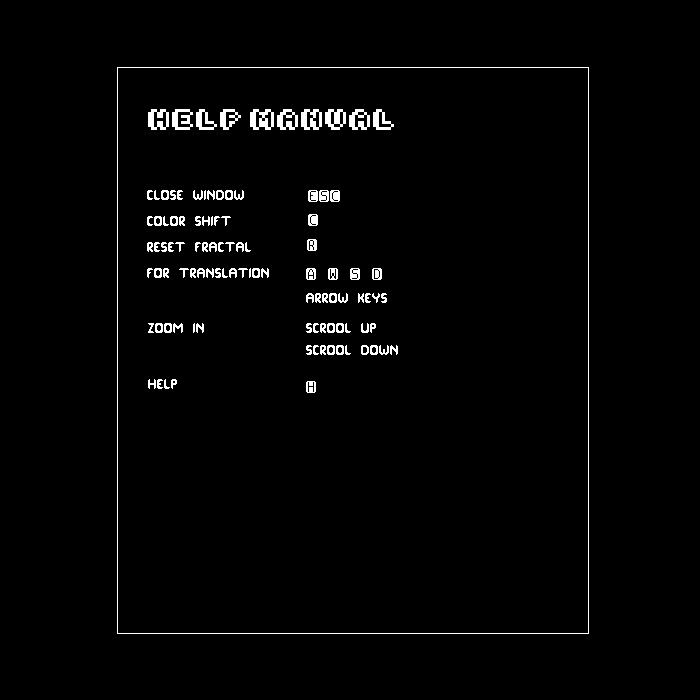 HELP MANUAL
CLOSE WINDOW ESC
COLOR SHIFT C
RESET FRACTAL R
FOR TRANSLATION A W S D
ARROW KEYS
ZOOM IN SCROOL UP
SCROOL DOWN
HELP H